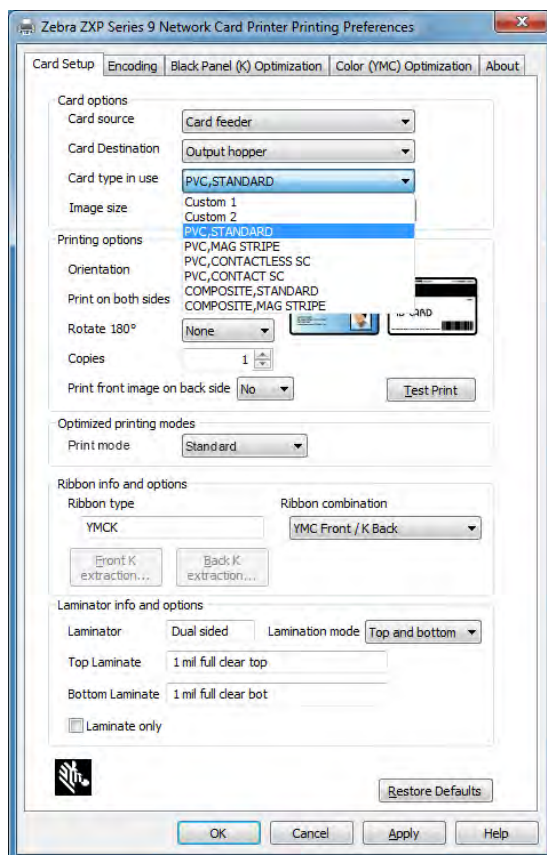 Zebra ZXP Series 9 Network Card Printer Printing Preferences
Card Setup Encoding Black Panel (K) Optimization Color (YMC) Optimization About
Card options
Card source Card feeder
Card Destination Output hopper
Card type in use PVC,STANDARD
Image size
Custom 1
Custom 2
PVC,STANDARD
PVC,MAG STRIPE
PVC,CONTACTLESS SC
PVC,CONTACT SC
COMPOSITE,STANDARD
COMPOSITE,MAG STRIPE
Printing options
Orientation
Print on both sides
Rotate 180° None
Copies 1
Print front image on back side No Test Print
Optimized printing modes
Print mode Standard
Ribbon info and options
Ribbon type Ribbon combination
YMCK YMC Front / K Back
Front K extraction... Back K extraction...
Laminator info and options
Laminator Dual sided Lamination mode Top and bottom
Top Laminate 1 mil full clear top
Bottom Laminate 1 mil full clear bot
Laminate only
Restore Defaults
OK Cancel Apply Help